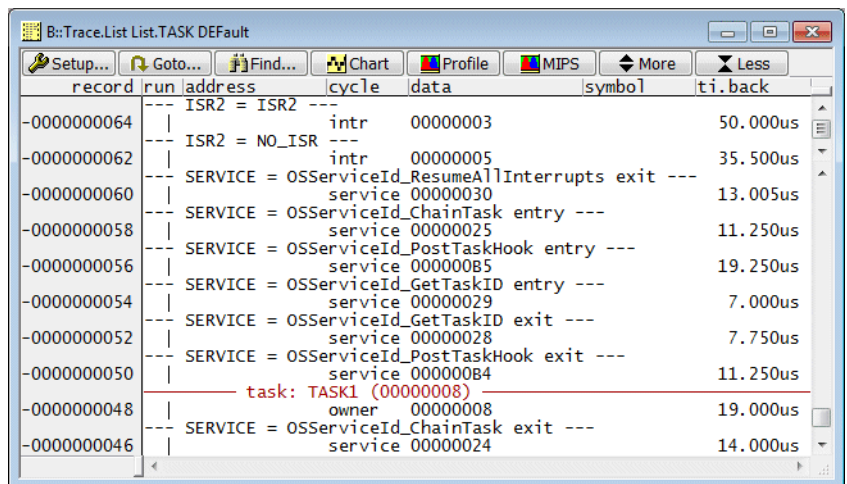 B::Trace.List List.TASK DEFault
Setup... Goto... Find... Chart Profile MIPS More Less
record run address cycle data symbol ti.back
--- ISR2 = ISR2 ---
-0000000064 | intr 00000003 50.000us
--- ISR2 = NO_ISR ---
-0000000062 | intr 00000005 35.500us
--- SERVICE = OSServiceId_ResumeAllInterrupts exit ---
-0000000060 | service 00000030 13.005us
--- SERVICE = OSServiceId_ChainTask entry ---
-0000000058 | service 00000025 11.250us
--- SERVICE = OSServiceId_PostTaskHook entry ---
-0000000056 | service 000000B5 19.250us
--- SERVICE = OSServiceId_GetTaskID entry ---
-0000000054 | service 00000029 7.000us
--- SERVICE = OSServiceId_GetTaskID exit ---
-0000000052 | service 00000028 7.750us
--- SERVICE = OSServiceId_PostTaskHook exit ---
-0000000050 | service 000000B4 11.250us
task: TASK1 (00000008)
-0000000048 | owner 00000008 19.000us
--- SERVICE = OSServiceId_ChainTask exit ---
-0000000046 | service 00000024 14.000us